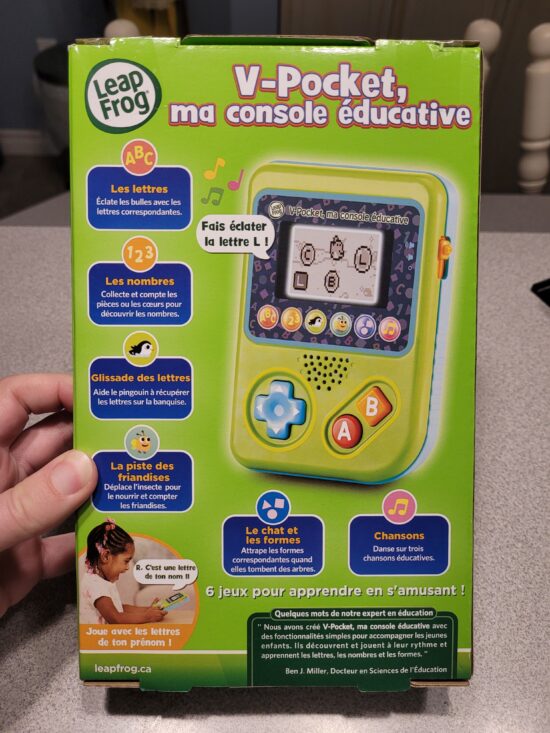 Leap
Frog
V-Pocket,
ma console éducative
ABC
Les lettres
Éclate les bulles avec les
lettres correspondantes.
123
Les nombres
Collecte et compte les
pièces ou les cœurs pour
découvrir les nombres.
Glissade des lettres
Aide le pingouin à récupérer
les lettres sur la banquise.
La piste des
friandises
Déplace l'insecte pour
le nourrir et compter
les friandises.
Fais éclater
la lettre L !
V-Pocket, ma console éducative
C
L
L
B
ABC
123
B
A
Le chat et
les formes
Attrape les formes
correspondantes quand
elles tombent des arbres.
Chansons
Danse sur trois
chansons éducatives.
R. C'est une lettre
de ton nom !!
Joue avec les lettres
de ton prénom !
6 jeux pour apprendre en s'amusant !
Quelques mots de notre expert en éducation
" Nous avons créé V-Pocket, ma console éducative avec
des fonctionnalités simples pour accompagner les jeunes
enfants. Ils découvrent et jouent à leur rythme et
apprennent les lettres, les nombres et les formes. "
Ben J. Miller, Docteur en Sciences de l'Éducation
leapfrog.ca